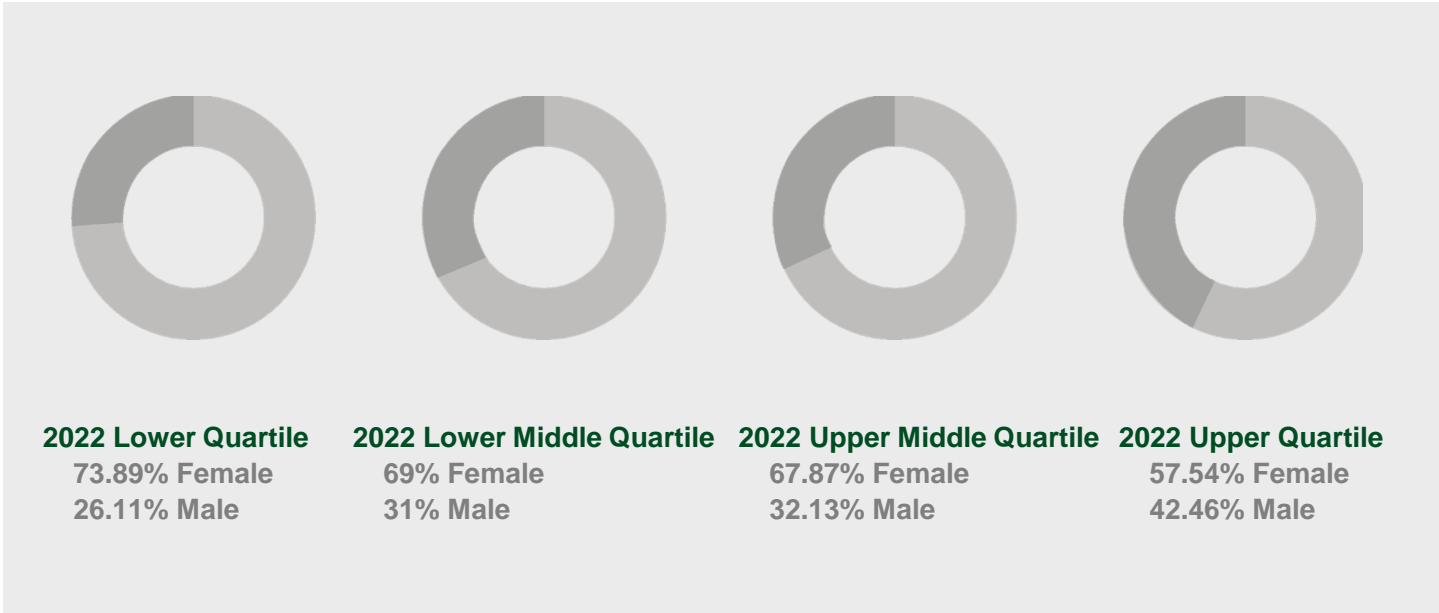 2022 Lower Quartile
73.89% Female
26.11% Male
2022 Lower Middle Quartile
69% Female
31% Male
2022 Upper Middle Quartile
67.87% Female
32.13% Male
2022 Upper Quartile
57.54% Female
42.46% Male